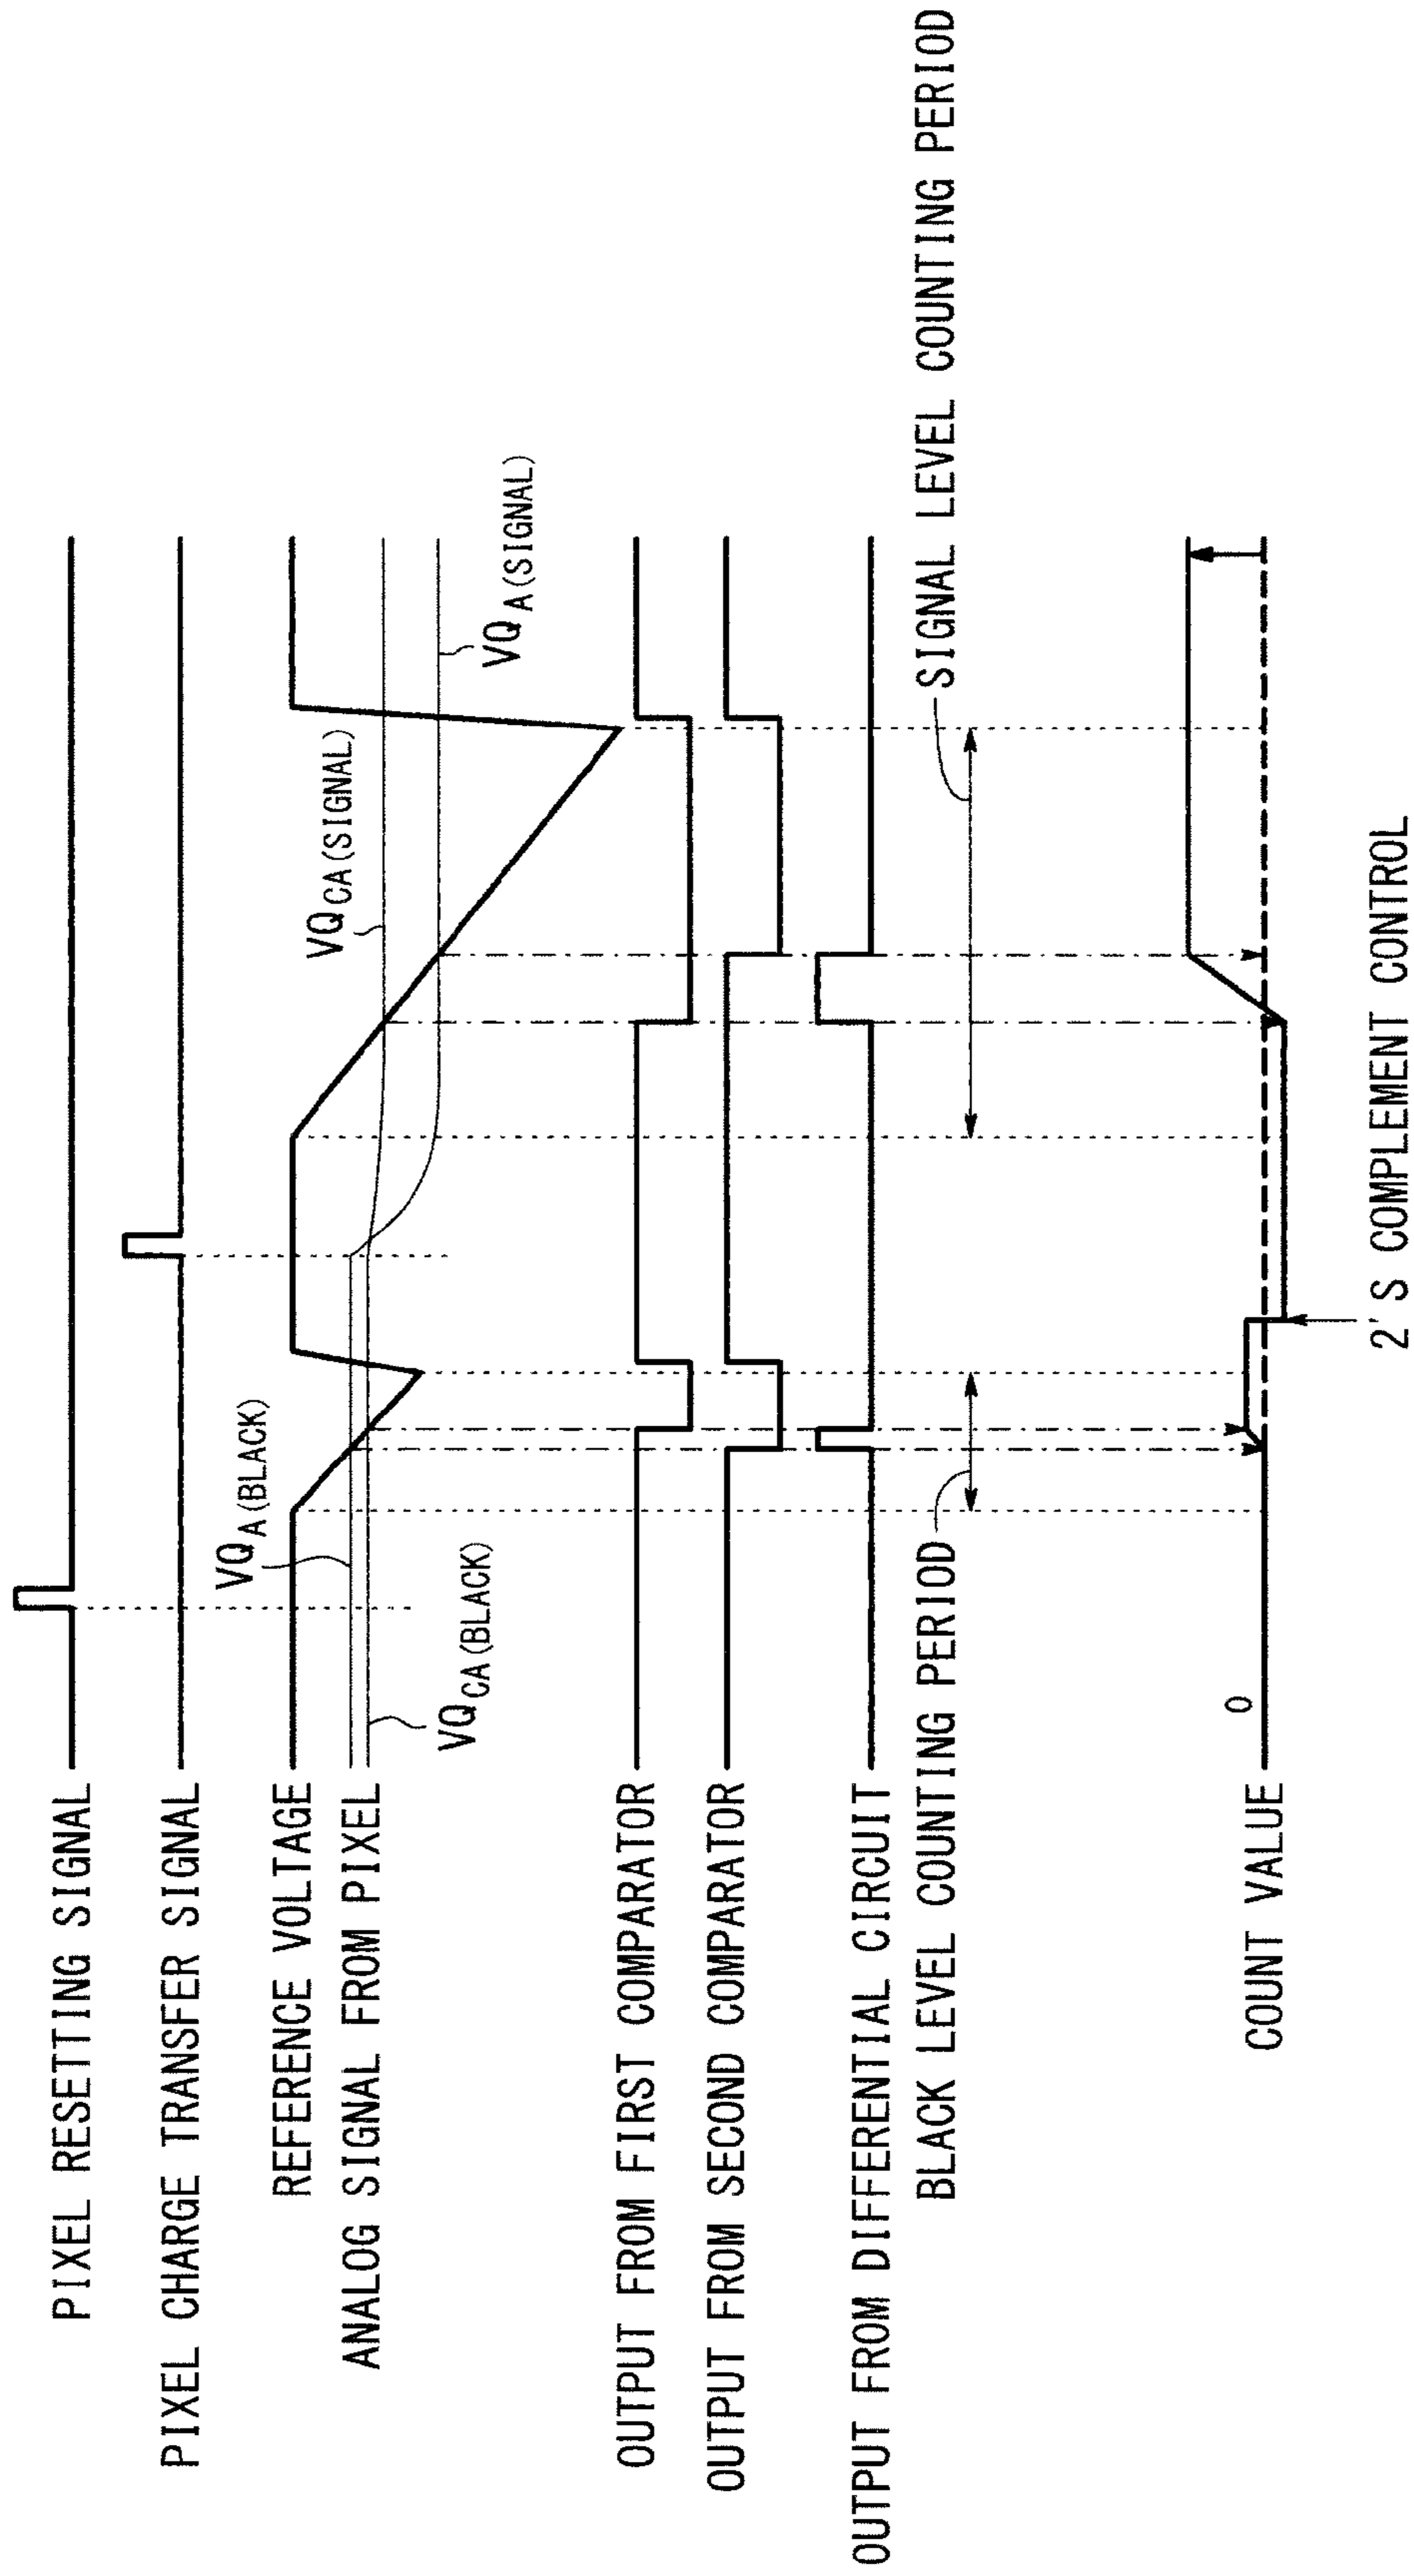 PIXEL RESETTING SIGNAL
PIXEL CHARGE TRANSFER SIGNAL
REFERENCE VOLTAGE
ANALOG SIGNAL FROM PIXEL
VQA(BLACK)
VQCA(BLACK)
VQCA(SIGNAL)
VQA(SIGNAL)
OUTPUT FROM FIRST COMPARATOR
OUTPUT FROM SECOND COMPARATOR
OUTPUT FROM DIFFERENTIAL CIRCUIT
BLACK LEVEL COUNTING PERIOD
SIGNAL LEVEL COUNTING PERIOD
COUNT VALUE
0
2'S COMPLEMENT CONTROL